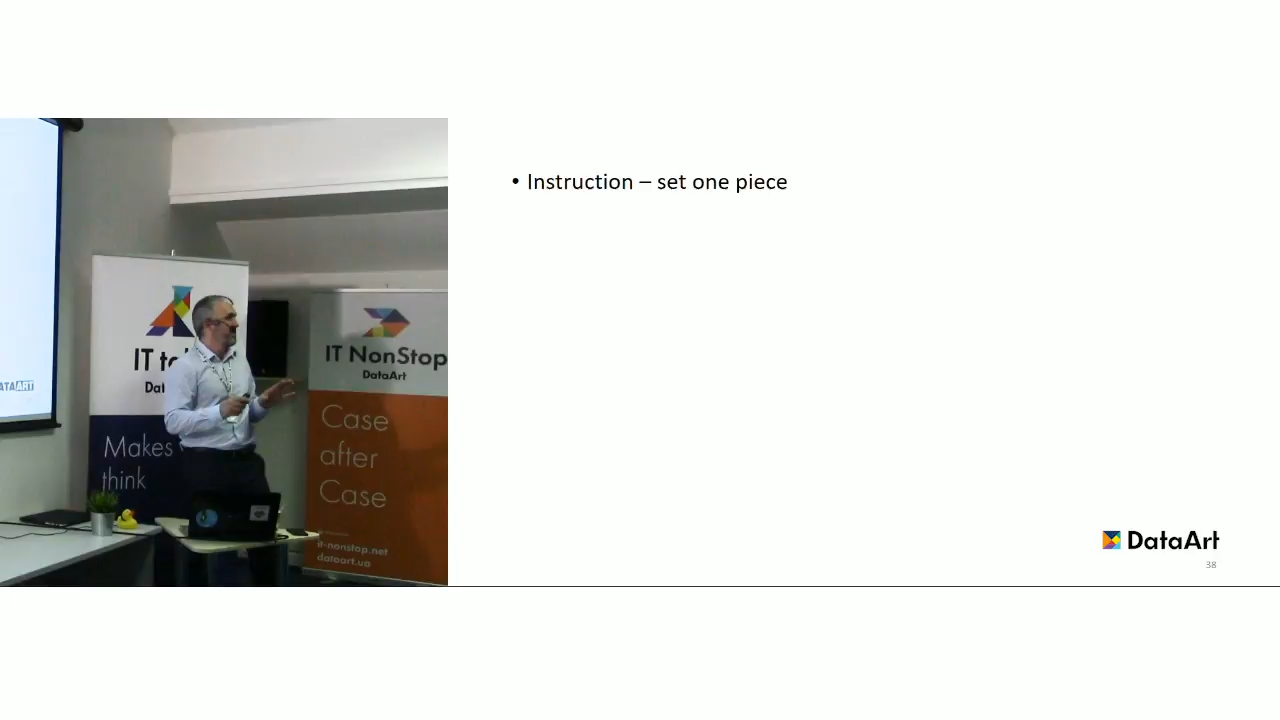 • Instruction – set one piece
IT
Makes
think
IT NonStop
DataArt
Case
after
Case
it-nonstop.net
dataart.ua
DATAART
DataArt
38